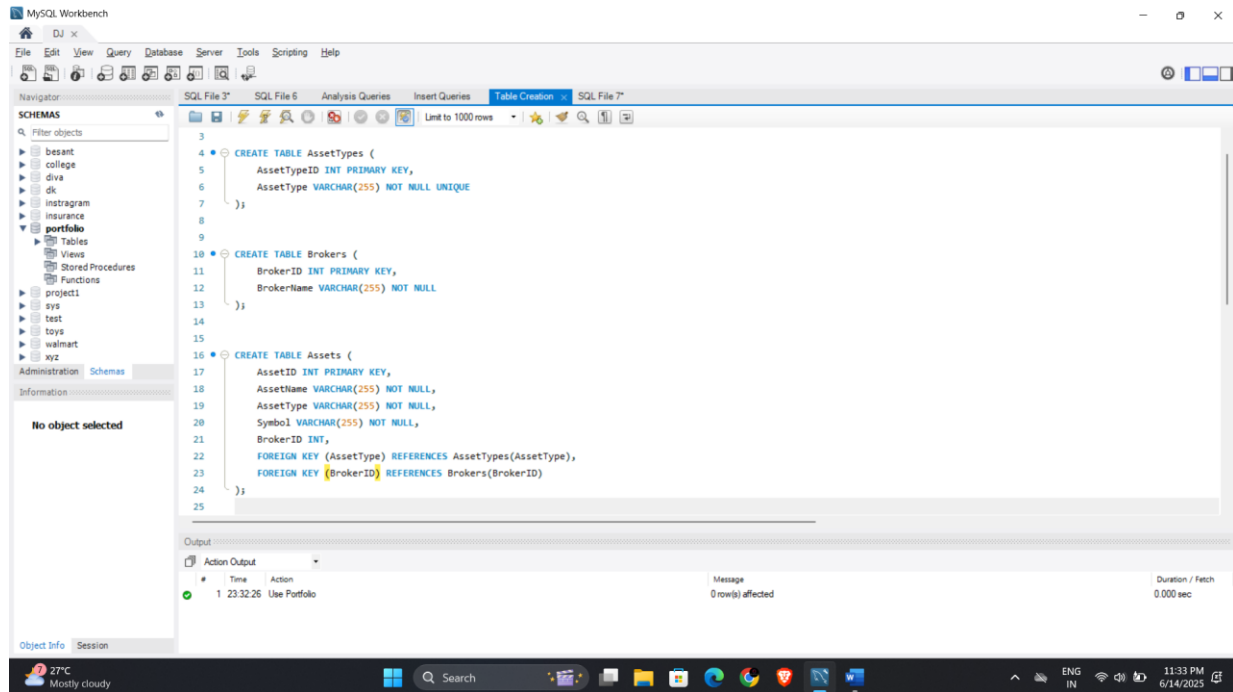 MySQL Workbench
DJ
File Edit View Query Database Server Tools Scripting Help
Navigator
SCHEMAS
Filter objects
besant
college
diva
dk
instragram
insurance
portfolio
Tables
Views
Stored Procedures
Functions
project1
sys
test
toys
walmart
xyz
Administration Schemas
Information
No object selected
Object Info Session
SQL File 3* SQL File 6 Analysis Queries Insert Queries Table Creation SQL File 7*
Limit to 1000 rows
3
4 CREATE TABLE AssetTypes (
5 AssetTypeID INT PRIMARY KEY,
6 AssetType VARCHAR(255) NOT NULL UNIQUE
7 );
8
9
10 CREATE TABLE Brokers (
11 BrokerID INT PRIMARY KEY,
12 BrokerName VARCHAR(255) NOT NULL
13 );
14
15
16 CREATE TABLE Assets (
17 AssetID INT PRIMARY KEY,
18 AssetName VARCHAR(255) NOT NULL,
19 AssetType VARCHAR(255) NOT NULL,
20 Symbol VARCHAR(255) NOT NULL,
21 BrokerID INT,
22 FOREIGN KEY (AssetType) REFERENCES AssetTypes(AssetType),
23 FOREIGN KEY (BrokerID) REFERENCES Brokers(BrokerID)
24 );
25
Output
Action Output
# Time Action Message Duration / Fetch
1 23:32:26 Use Portfolio 0 row(s) affected 0.000 sec
7
27°C
Mostly cloudy
Search
ENG
IN
11:33 PM
6/14/2025